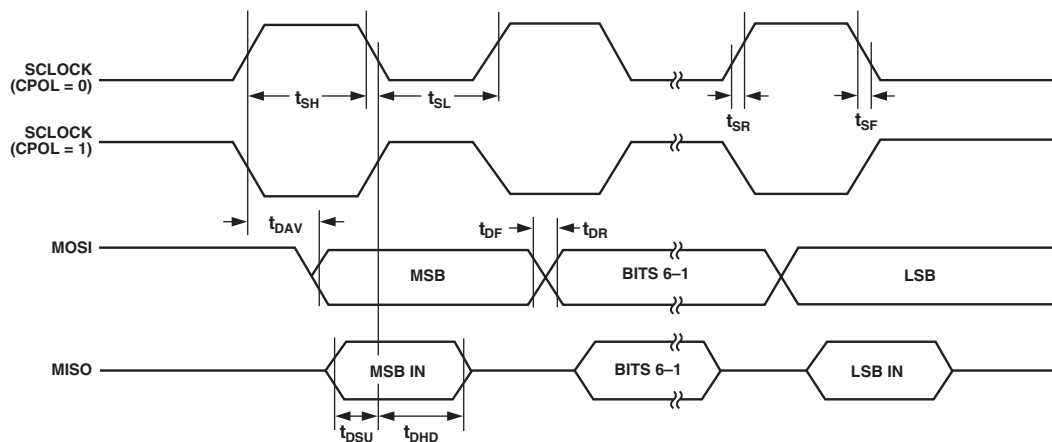 SCLOCK
(CPOL = 0)
tSH
tSL
tSR
tSF
SCLOCK
(CPOL = 1)
tDAV
tDF
tDR
MOSI
MSB
BITS 6–1
LSB
MISO
MSB IN
BITS 6–1
LSB IN
tDSU
tDHD